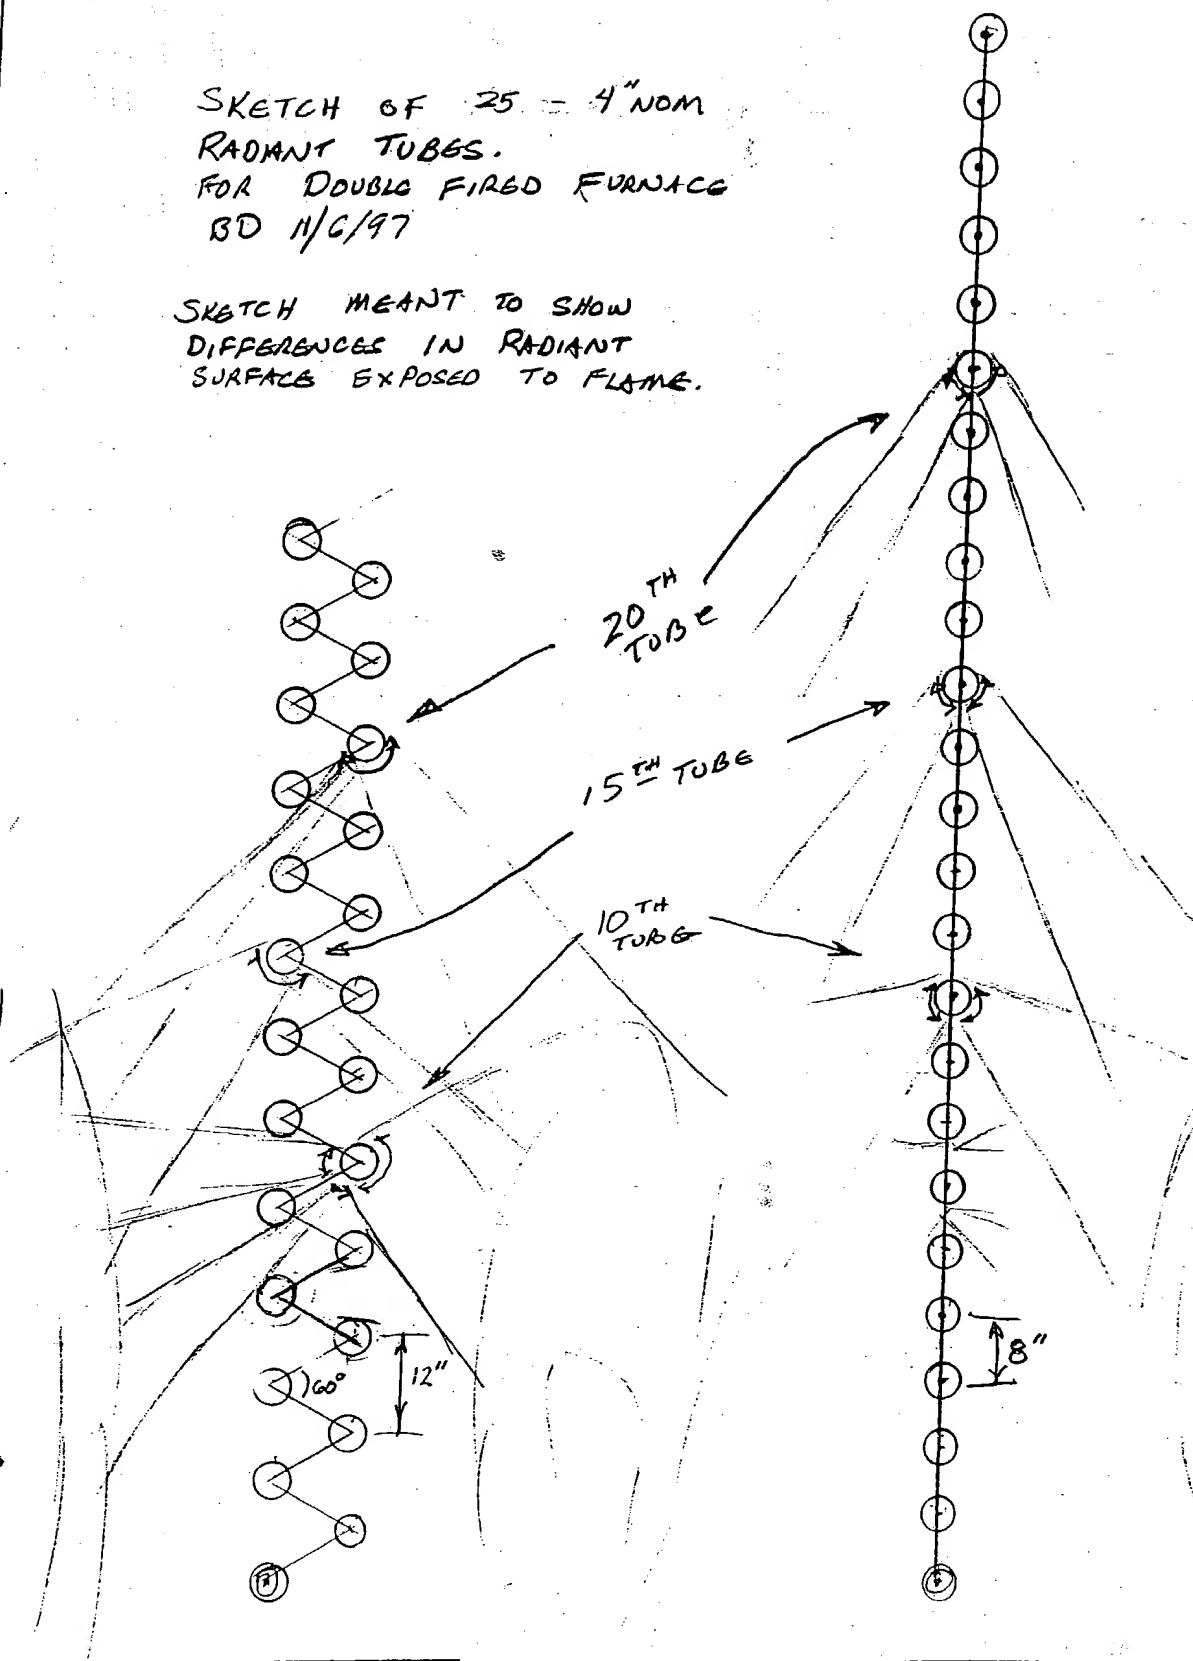 SKETCH OF 25 - 4" NOM
RADIANT TUBES.
FOR DOUBLE FIRED FURNACE
BD 11/6/97
SKETCH MEANT TO SHOW
DIFFERENCES IN RADIANT
SURFACE EXPOSED TO FLAME.
20TH
TUBE
15TH TUBE
10TH
TUBE
60°
12"
8"